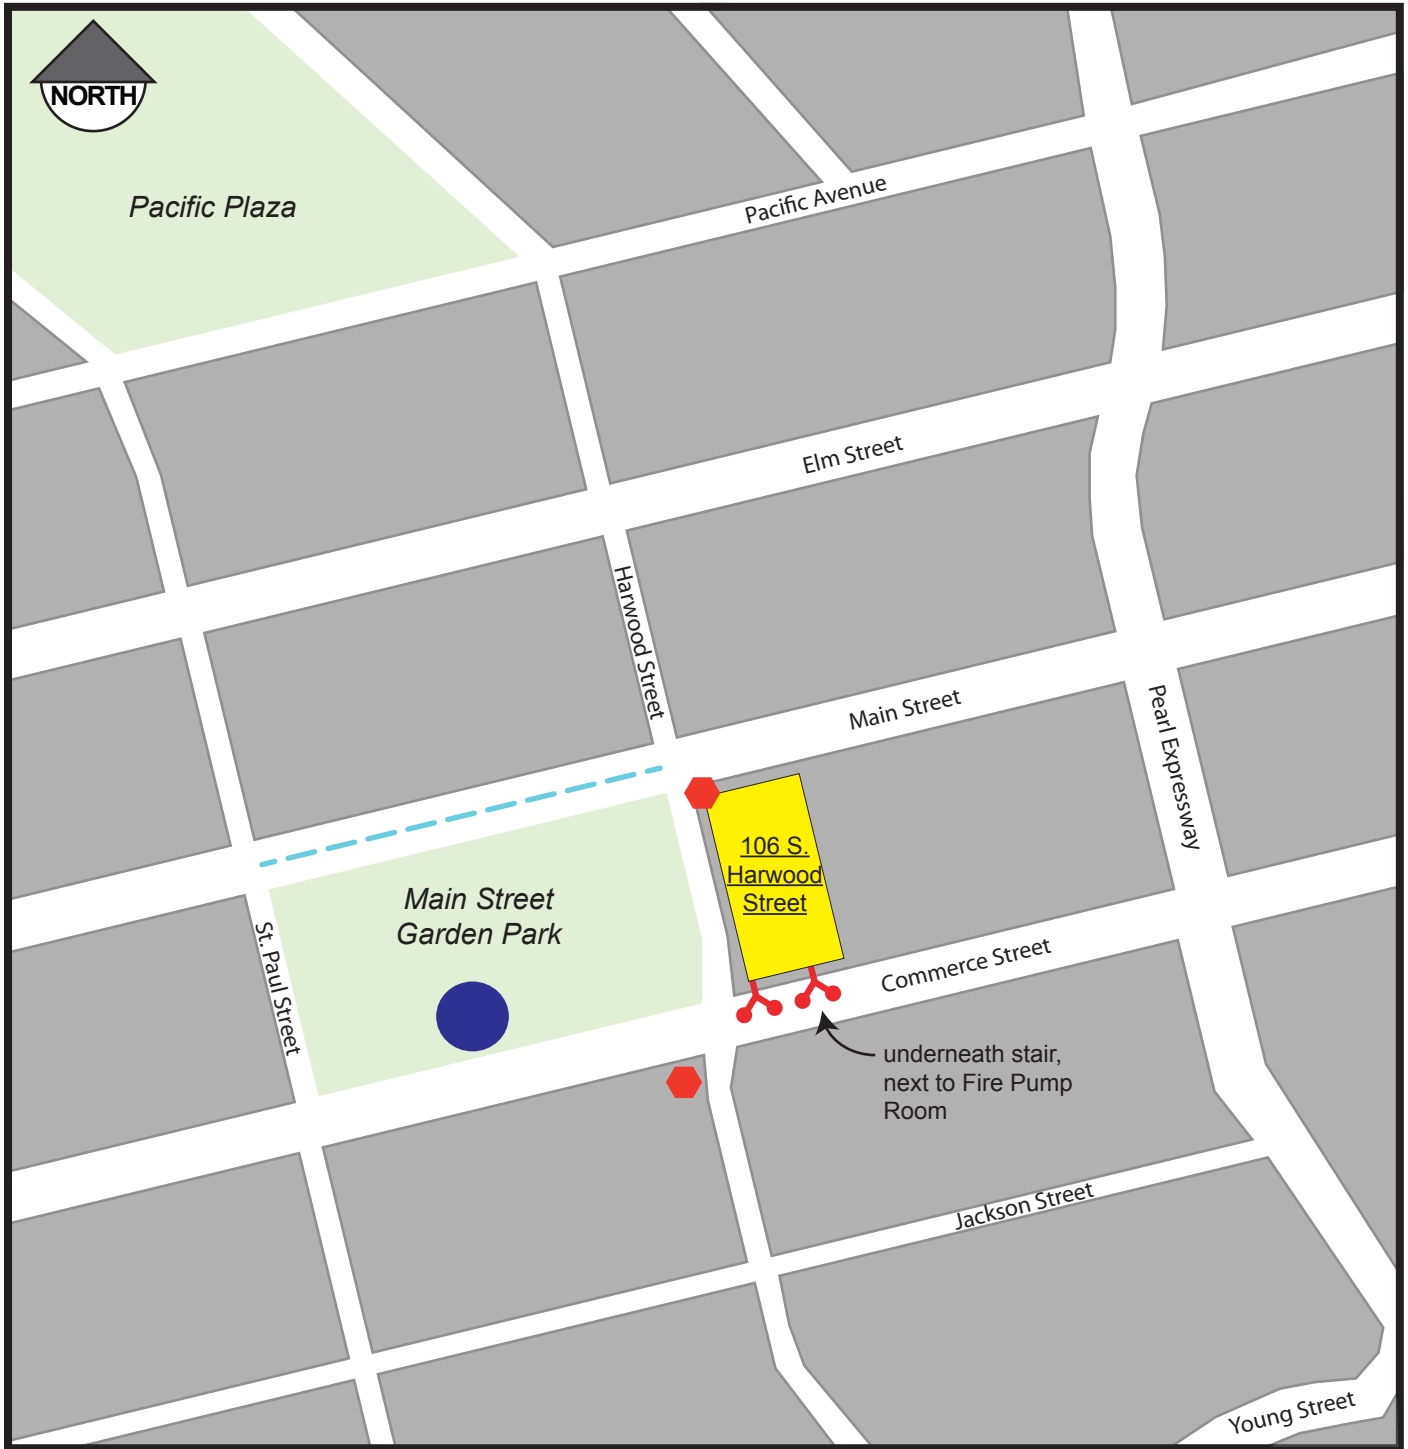 NORTH
Pacific Plaza
Pacific Avenue
Elm Street
Harwood Street
Main Street
Pearl Expressway
106 S.
Harwood
Street
Main Street
Garden Park
St. Paul Street
Commerce Street
underneath stair,
next to Fire Pump
Room
Jackson Street
Young Street